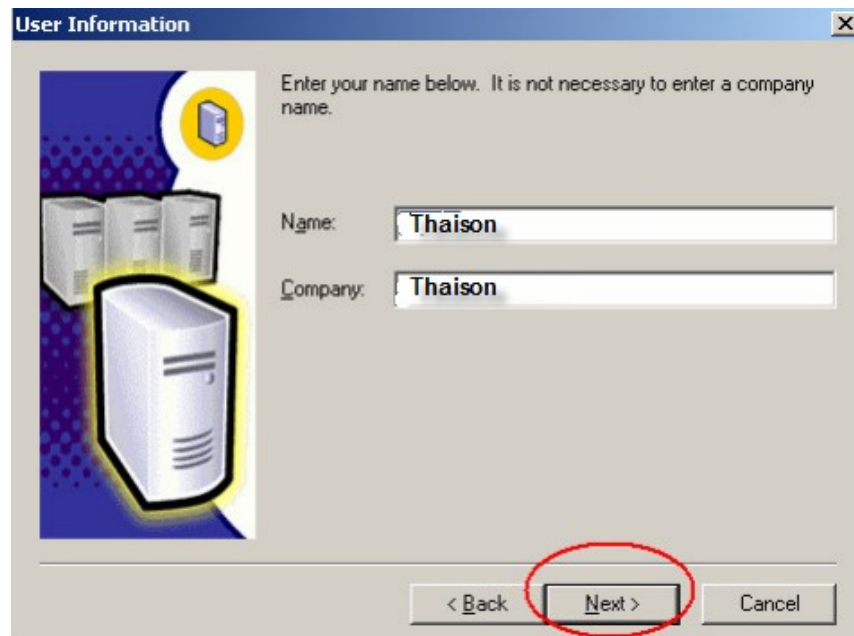 User Information
Enter your name below. It is not necessary to enter a company
name.
Name: Thaison
Company: Thaison
< Back Next > Cancel